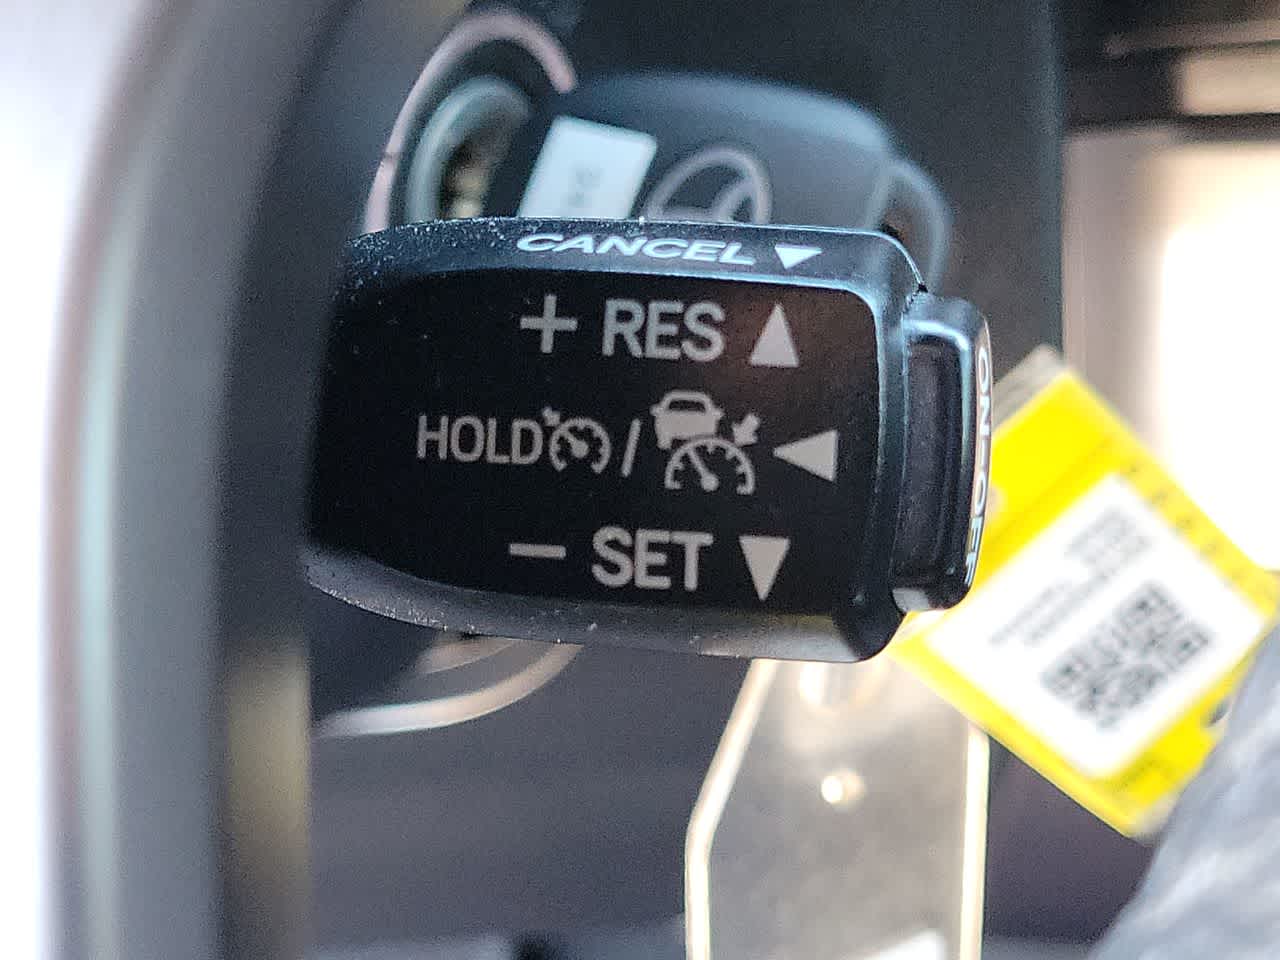 CANCEL ▼
+ RES ▲
HOLD / ◀
− SET ▼
ON-OFF